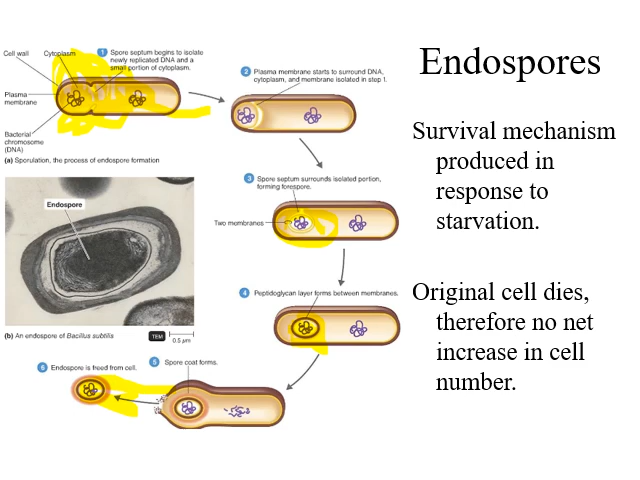 Endospores
Survival mechanism
produced in
response to
starvation.
Original cell dies,
therefore no net
increase in cell
number.
Cell wall
Cytoplasm
1 Spore septum begins to isolate
newly replicated DNA and a
small portion of cytoplasm.
Plasma
membrane
Bacterial
chromosome
(DNA)
(a) Sporulation, the process of endospore formation
2 Plasma membrane starts to surround DNA,
cytoplasm, and membrane isolated in step 1.
3 Spore septum surrounds isolated portion,
forming forespore.
Two membranes
4 Peptidoglycan layer forms between membranes.
5 Spore coat forms.
6 Endospore is freed from cell.
Endospore
(b) An endospore of Bacillus subtilis
TEM
0.5 µm